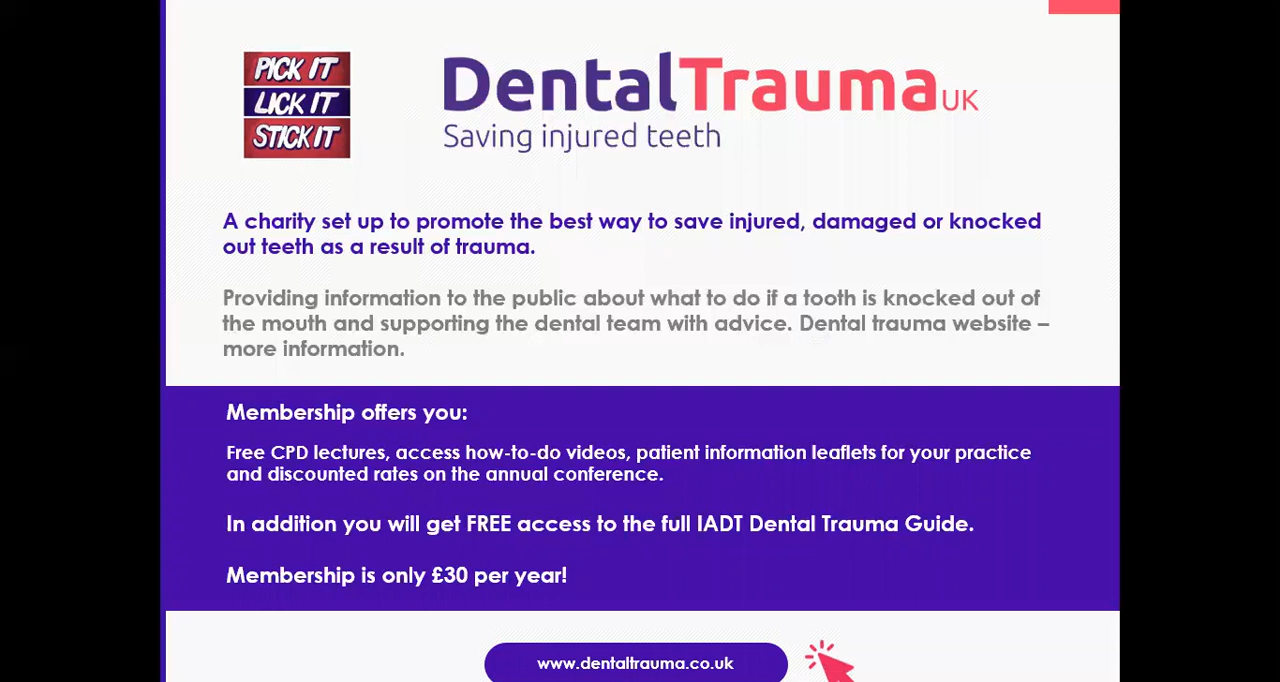 PICK IT
LICK IT
STICK IT
DentalTraumaUK
Saving injured teeth
A charity set up to promote the best way to save injured, damaged or knocked
out teeth as a result of trauma.
Providing information to the public about what to do if a tooth is knocked out of
the mouth and supporting the dental team with advice. Dental trauma website –
more information.
Membership offers you:
Free CPD lectures, access how-to-do videos, patient information leaflets for your practice
and discounted rates on the annual conference.
In addition you will get FREE access to the full IADT Dental Trauma Guide.
Membership is only £30 per year!
www.dentaltrauma.co.uk